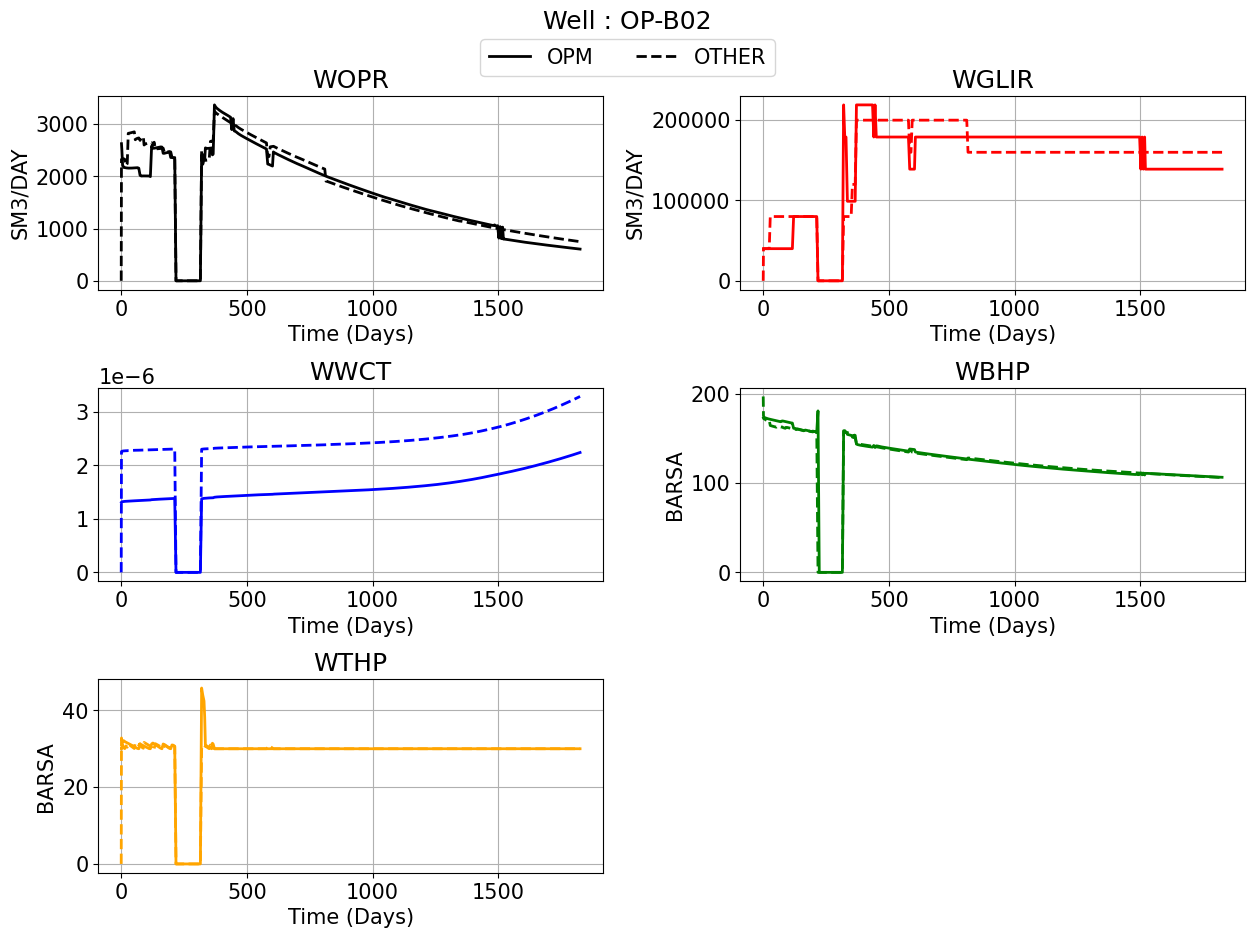 Well : OP-B02
OPM OTHER
WOPR
SM3/DAY
3000
2000
1000
0
0 500 1000 1500
Time (Days)
WGLIR
SM3/DAY
200000
100000
0
0 500 1000 1500
Time (Days)
WWCT
1e−6
3
2
1
0
0 500 1000 1500
Time (Days)
WBHP
BARSA
200
100
0
0 500 1000 1500
Time (Days)
WTHP
BARSA
40
20
0
0 500 1000 1500
Time (Days)